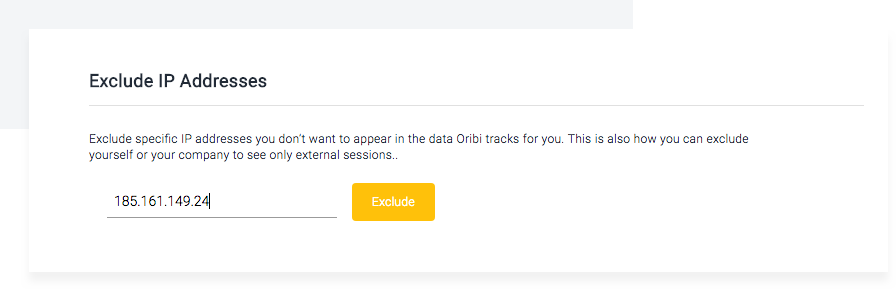 Exclude IP Addresses
Exclude specific IP addresses you don't want to appear in the data Oribi tracks for you. This is also how you can exclude
yourself or your company to see only external sessions..
185.161.149.24
Exclude